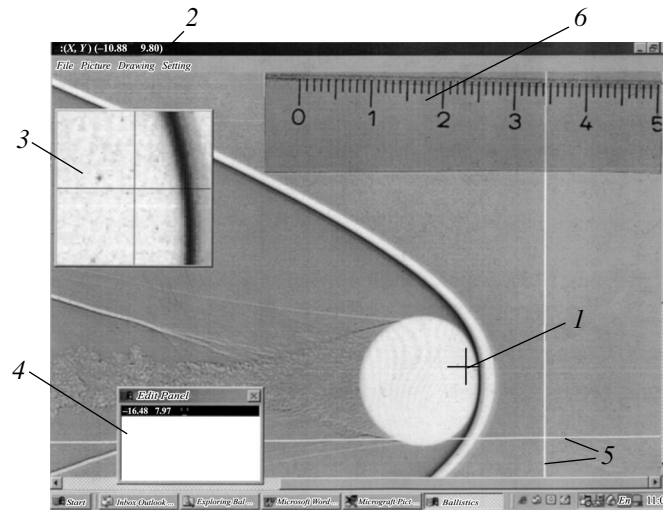 2
:(X, Y) (–10.88 9.80)
6
File Picture Drawing Setting
3
0 1 2 3 4 5
1
4
Edit Panel
–16.48 7.97
5
Start Inbox Outlook ... Exploring-Bal ... Microsoft Word... Micrograft-Pict ... Ballistics En 11:0